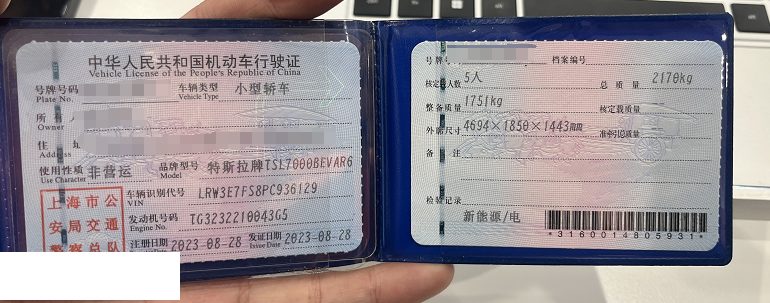 中华人民共和国机动车行驶证
Vehicle License of the People's Republic of China
号牌号码
Plate No.
车辆类型 小型轿车
Vehicle Type
所有人
Owner
住址
Address
使用性质 非营运
Use Character
品牌型号 特斯拉牌TSL7000BEVAR6
Model
车辆识别代号 LRW3E7FS8PC936129
VIN
发动机号码 TG3232210043G5
Engine No.
注册日期 2023-08-28
发证日期 2023-08-28
Issue Date
上海市公
安局交通
警察总队
号牌号
档案编号
核定载人数 5人
总质量 2170kg
整备质量 1751kg
核定载质量
外廓尺寸 4694×1850×1443mm
准牵引总质量
备注
检验记录
新能源/电
*3160014805931*